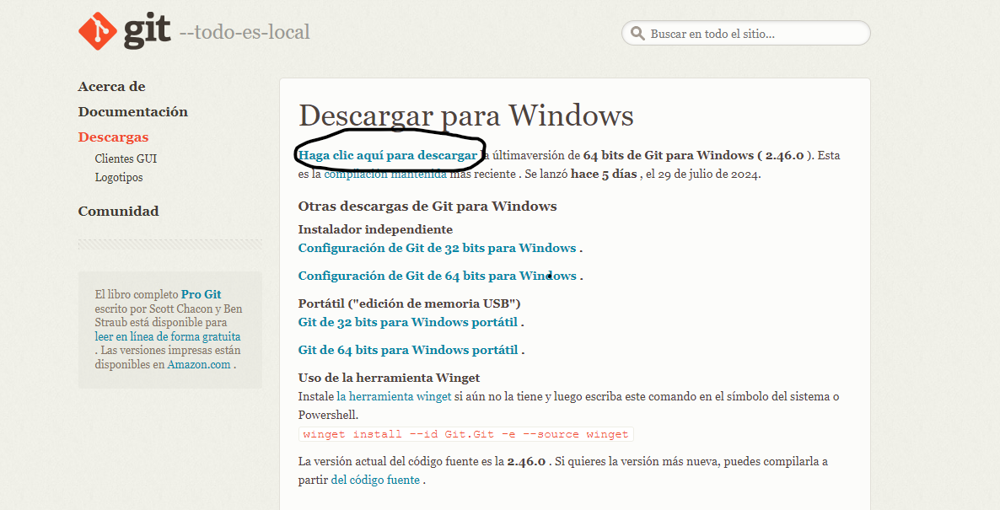 git --todo-es-local
Buscar en todo el sitio...
Acerca de
Documentación
Descargas
Clientes GUI
Logotipos
Comunidad
El libro completo Pro Git
escrito por Scott Chacon y Ben
Straub está disponible para
leer en línea de forma gratuita
. Las versiones impresas están
disponibles en Amazon.com .
Descargar para Windows
Haga clic aquí para descargar la últimaversión de 64 bits de Git para Windows ( 2.46.0 ). Esta
es la compilación mantenida más reciente . Se lanzó hace 5 días , el 29 de julio de 2024.
Otras descargas de Git para Windows
Instalador independiente
Configuración de Git de 32 bits para Windows .
Configuración de Git de 64 bits para Windows .
Portátil ("edición de memoria USB")
Git de 32 bits para Windows portátil .
Git de 64 bits para Windows portátil .
Uso de la herramienta Winget
Instale la herramienta winget si aún no la tiene y luego escriba este comando en el símbolo del sistema o
Powershell.
winget install --id Git.Git -e --source winget
La versión actual del código fuente es la 2.46.0 . Si quieres la versión más nueva, puedes compilarla a
partir del código fuente .